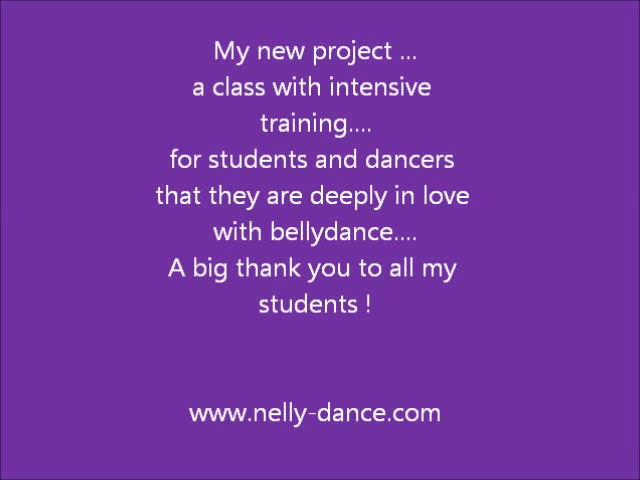 My new project ...
a class with intensive
training....
for students and dancers
that they are deeply in love
with bellydance....
A big thank you to all my
students !
www.nelly-dance.com